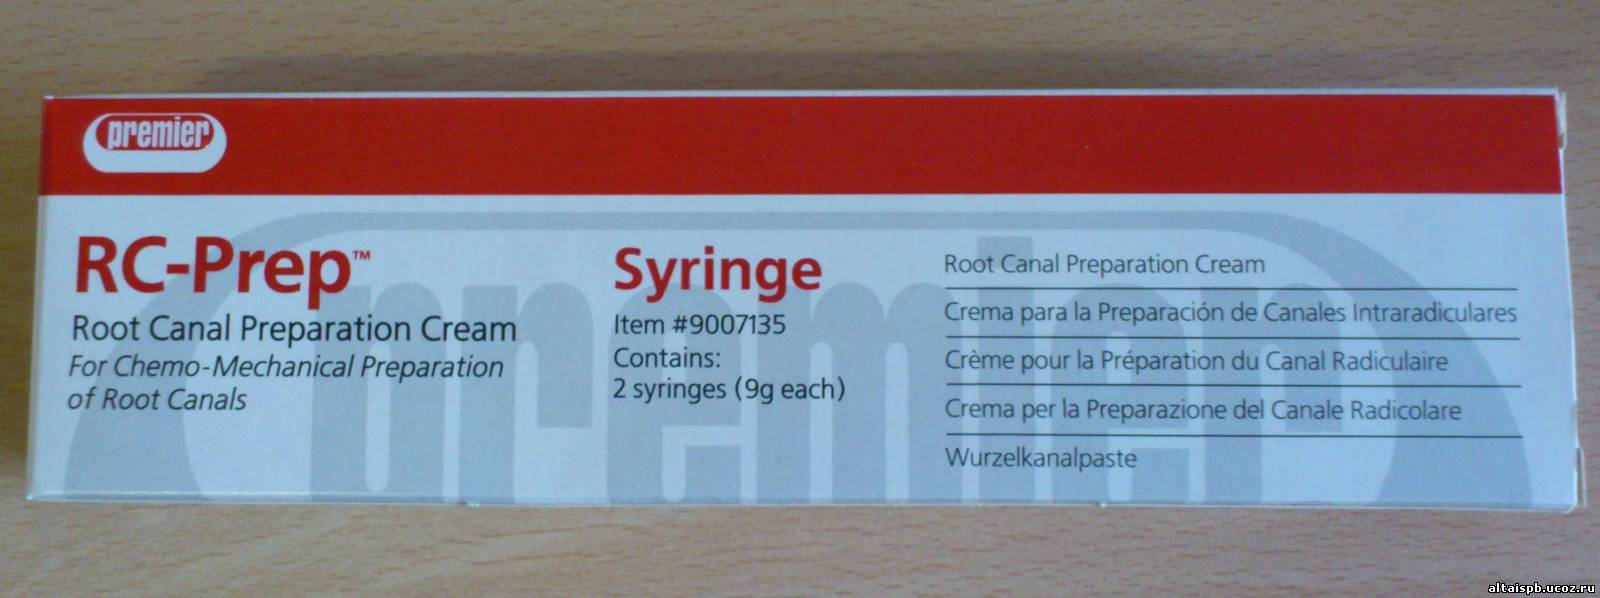 premier
RC-Prep™
Root Canal Preparation Cream
For Chemo-Mechanical Preparation
of Root Canals
Syringe
Item #9007135
Contains:
2 syringes (9g each)
Root Canal Preparation Cream
Crema para la Preparación de Canales Intraradiculares
Crème pour la Préparation du Canal Radiculaire
Crema per la Preparazione del Canale Radicolare
Wurzelkanalpaste
premier
altaispb.ucoz.ru